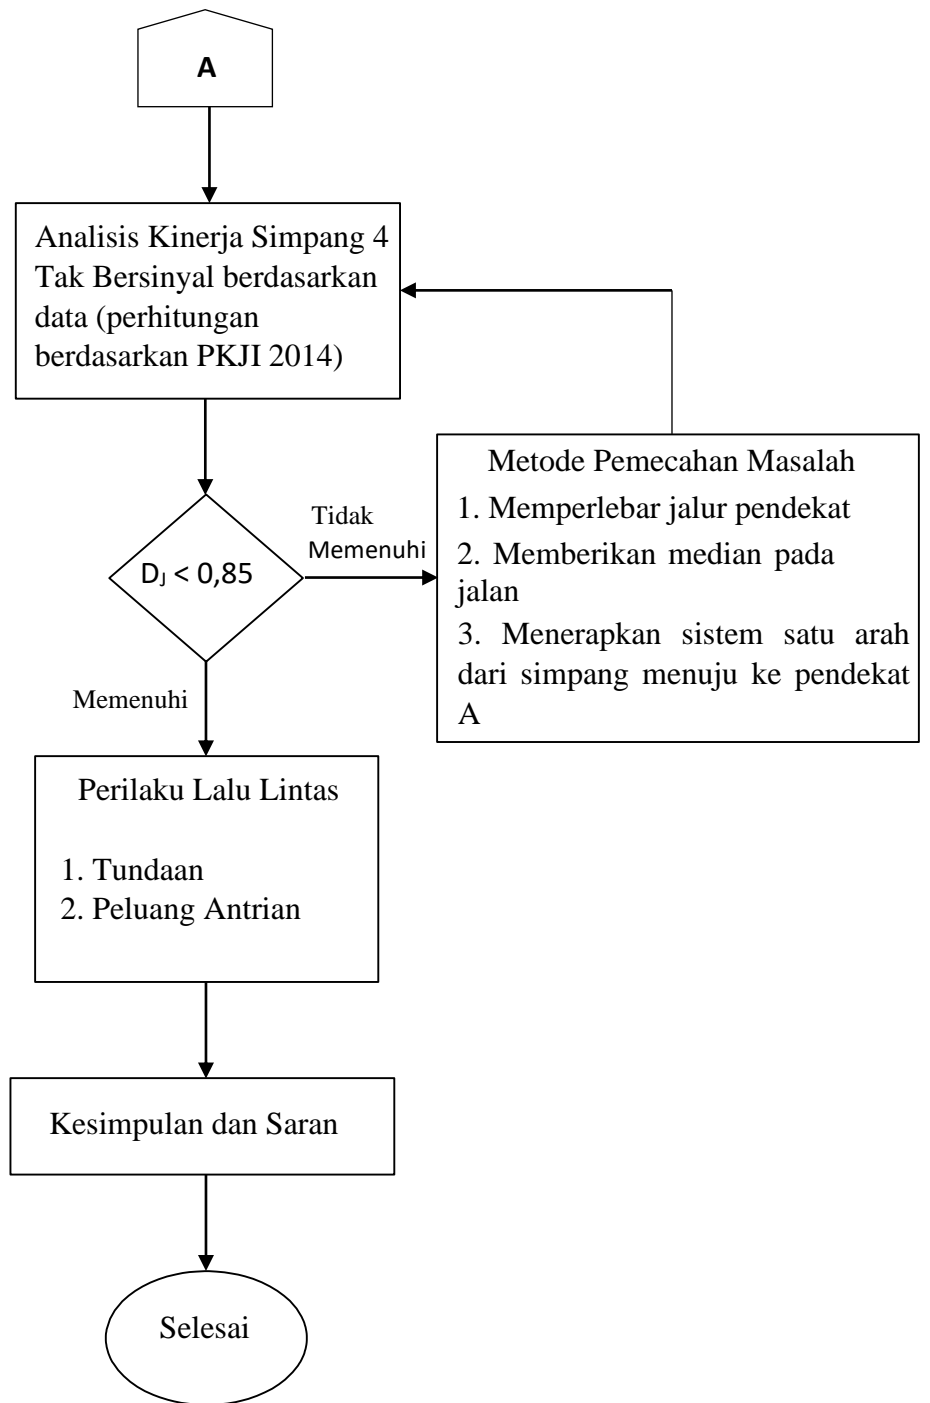 A
Analisis Kinerja Simpang 4
Tak Bersinyal berdasarkan
data (perhitungan
berdasarkan PKJI 2014)
Metode Pemecahan Masalah
1. Memperlebar jalur pendekat
2. Memberikan median pada
jalan
3. Menerapkan sistem satu arah
dari simpang menuju ke pendekat
A
Tidak
Memenuhi
Dⱼ < 0,85
Memenuhi
Perilaku Lalu Lintas
1. Tundaan
2. Peluang Antrian
Kesimpulan dan Saran
Selesai